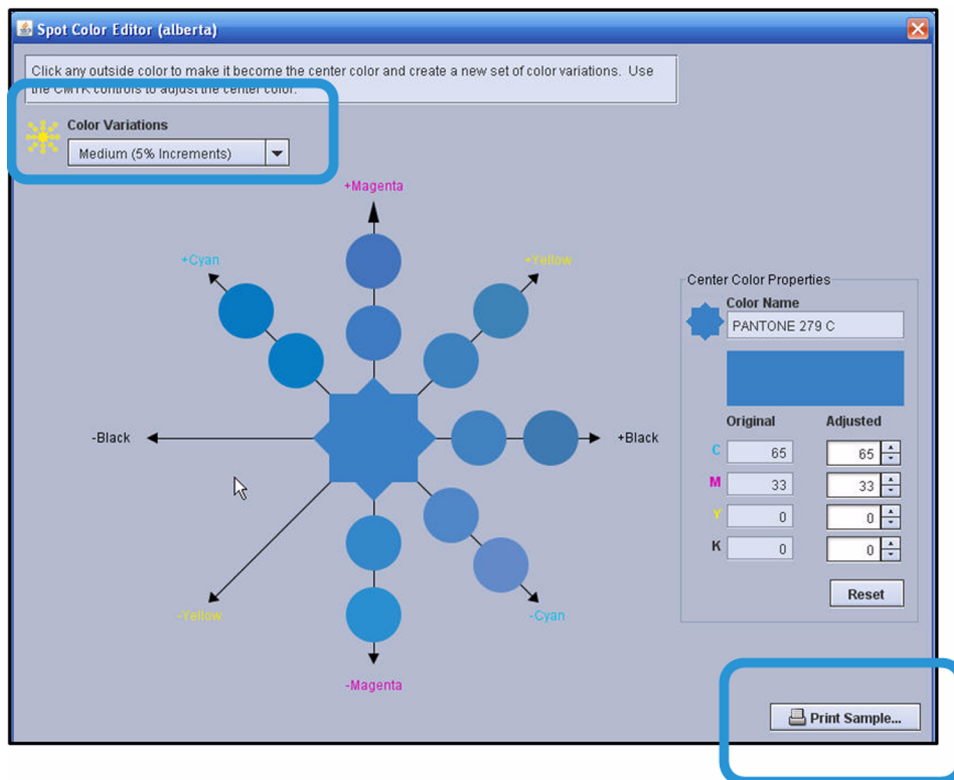 Spot Color Editor (alberta)
Click any outside color to make it become the center color and create a new set of color variations. Use
the CMYK controls to adjust the center color.
Color Variations
Medium (5% Increments)
+Magenta
+Cyan
+Yellow
-Black
+Black
-Yellow
-Cyan
-Magenta
Center Color Properties
Color Name
PANTONE 279 C
Original Adjusted
C 65 65
M 33 33
Y 0 0
K 0 0
Reset
Print Sample...